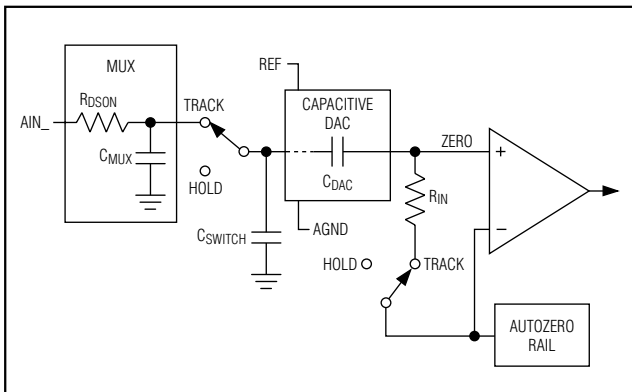 MUX
REF
RDSON
AIN_
TRACK
CAPACITIVE
DAC
ZERO
+
CMUX
CDAC
HOLD
RIN
CSWITCH
AGND
−
HOLD
TRACK
AUTOZERO
RAIL